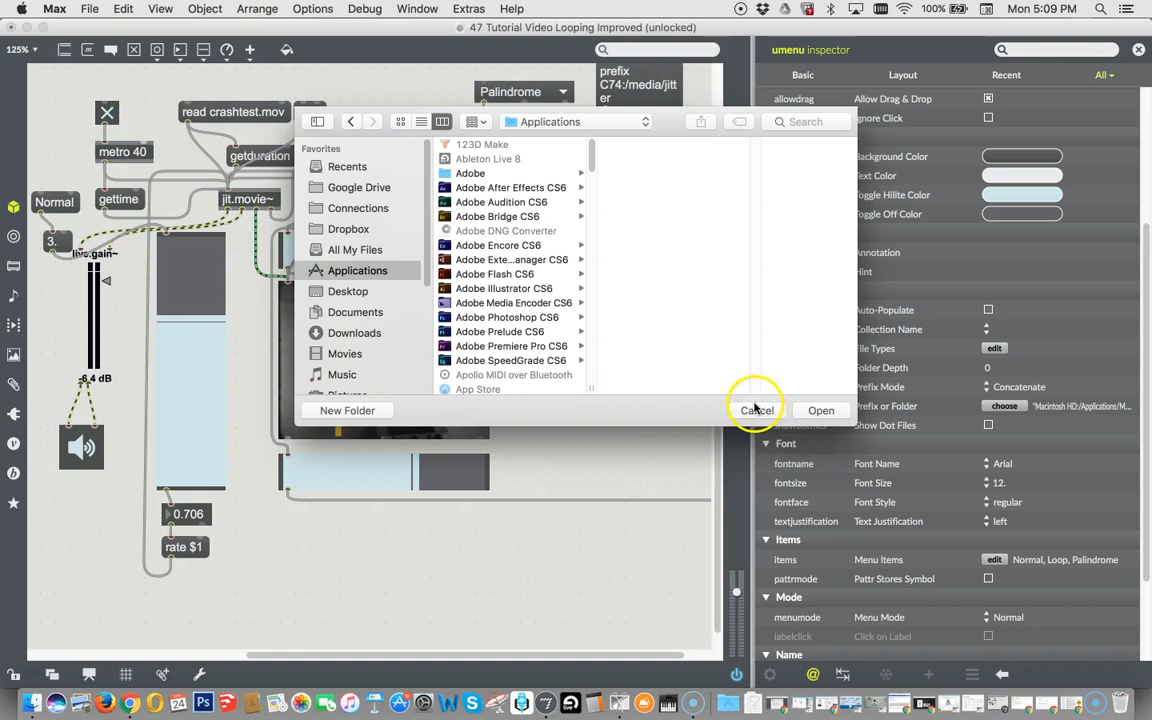 Max File Edit View Object Arrange Options Debug Window Extras Help 100% Mon 5:09 PM
47 Tutorial Video Looping Improved (unlocked)
125%
umenu inspector
Basic Layout Recent All
prefix
C74:/media/jitt
er
Palindrome
read crashtest.mov
metro 40
getduration
gettime
jit.movie~
Normal
3.
live.gain~
-6.4 dB
0.706
rate $1
Applications
Search
Favorites
Recents
Google Drive
Connections
Dropbox
All My Files
Applications
Desktop
Documents
Downloads
Movies
Music
123D Make
Ableton Live 8
Adobe
Adobe After Effects CS6
Adobe Audition CS6
Adobe Bridge CS6
Adobe DNG Converter
Adobe Encore CS6
Adobe Exte...anager CS6
Adobe Flash CS6
Adobe Illustrator CS6
Adobe Media Encoder CS6
Adobe Photoshop CS6
Adobe Prelude CS6
Adobe Premiere Pro CS6
Adobe SpeedGrade CS6
Apollo MIDI over Bluetooth
App Store
New Folder
Cancel
Open
allowdrag Allow Drag & Drop
Ignore Click
Background Color
Text Color
Toggle Hilite Color
Toggle Off Color
Annotation
Hint
Auto-Populate
Collection Name
File Types edit
Folder Depth 0
Prefix Mode Concatenate
Prefix or Folder choose "Macintosh HD:/Applications/M...
Show Dot Files
Font
fontname Font Name Arial
fontsize Font Size 12.
fontface Font Style regular
textjustification Text Justification left
Items
items Menu Items edit Normal, Loop, Palindrome
pattrmode Pattr Stores Symbol
Mode
menumode Menu Mode Normal
labelclick Click on Label
Name